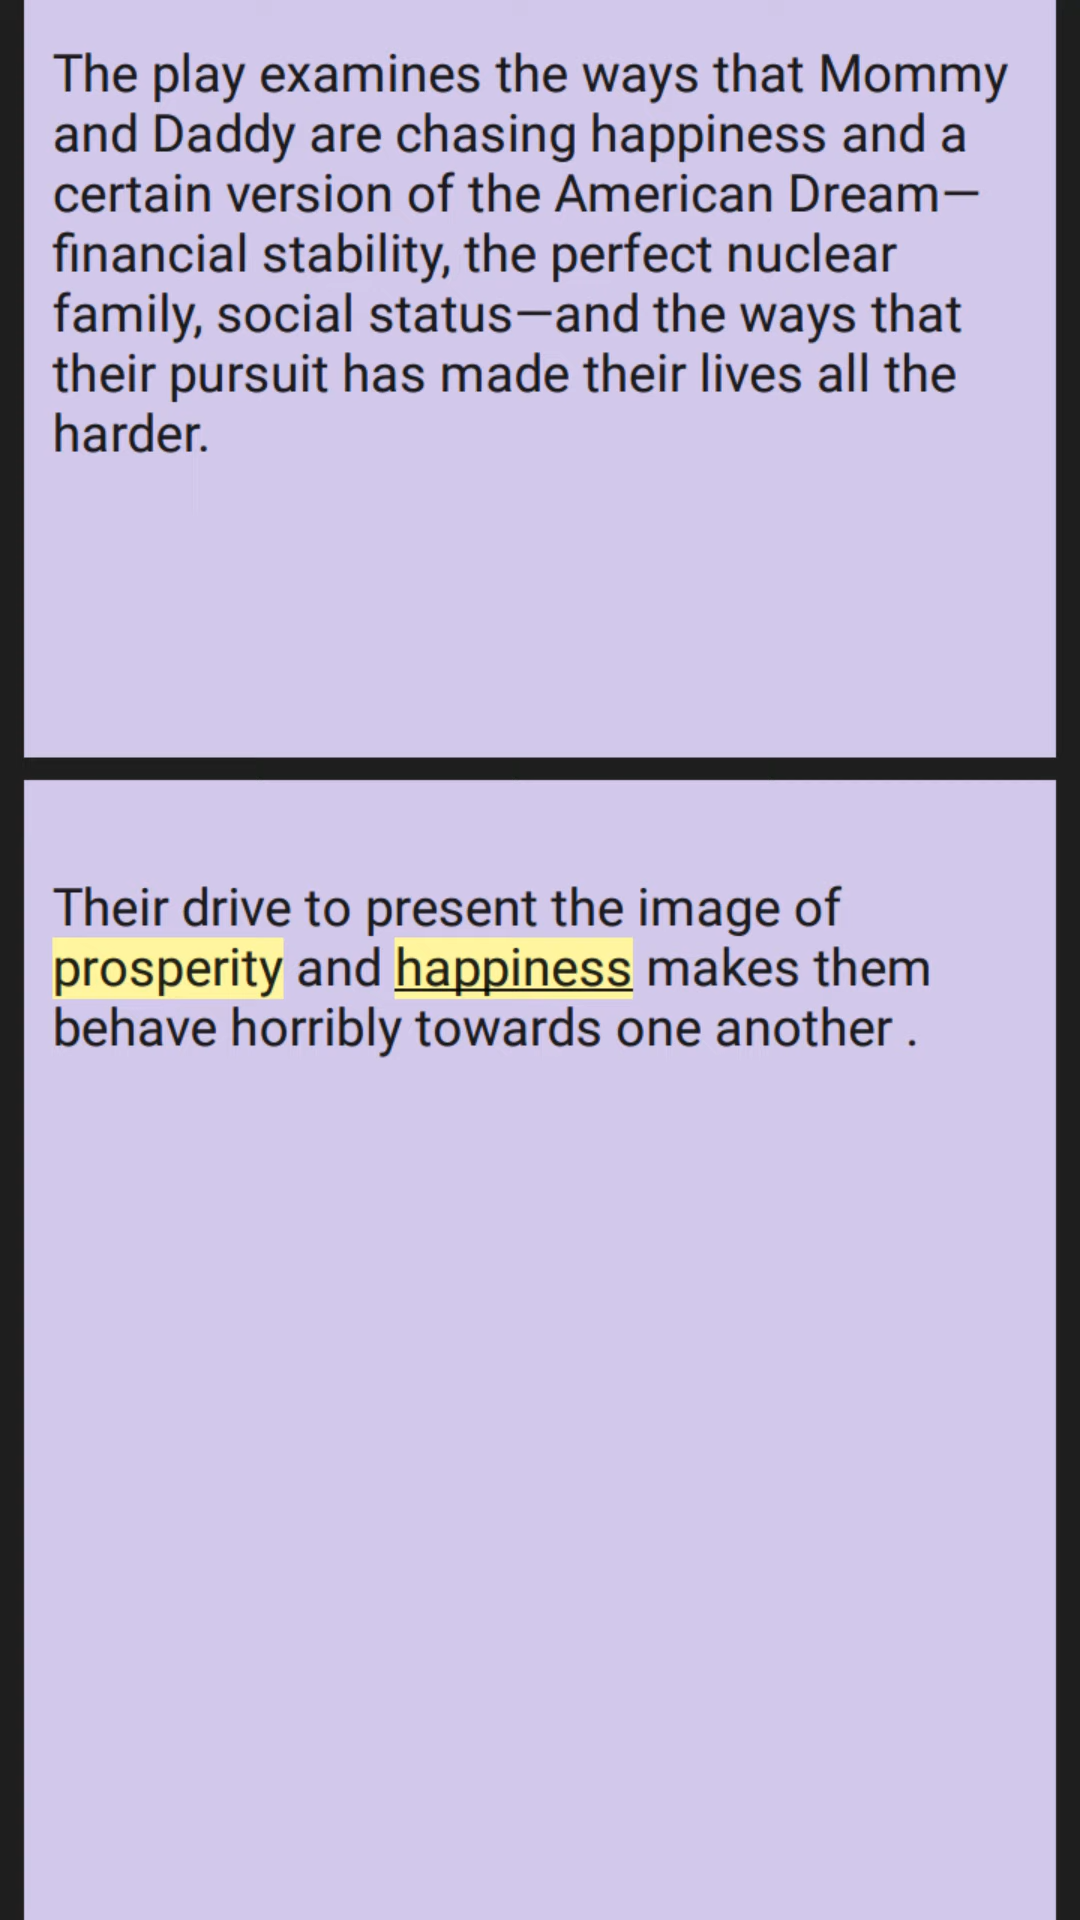 The play examines the ways that Mommy
and Daddy are chasing happiness and a
certain version of the American Dream—
financial stability, the perfect nuclear
family, social status—and the ways that
their pursuit has made their lives all the
harder.
Their drive to present the image of
prosperity and happiness makes them
behave horribly towards one another .